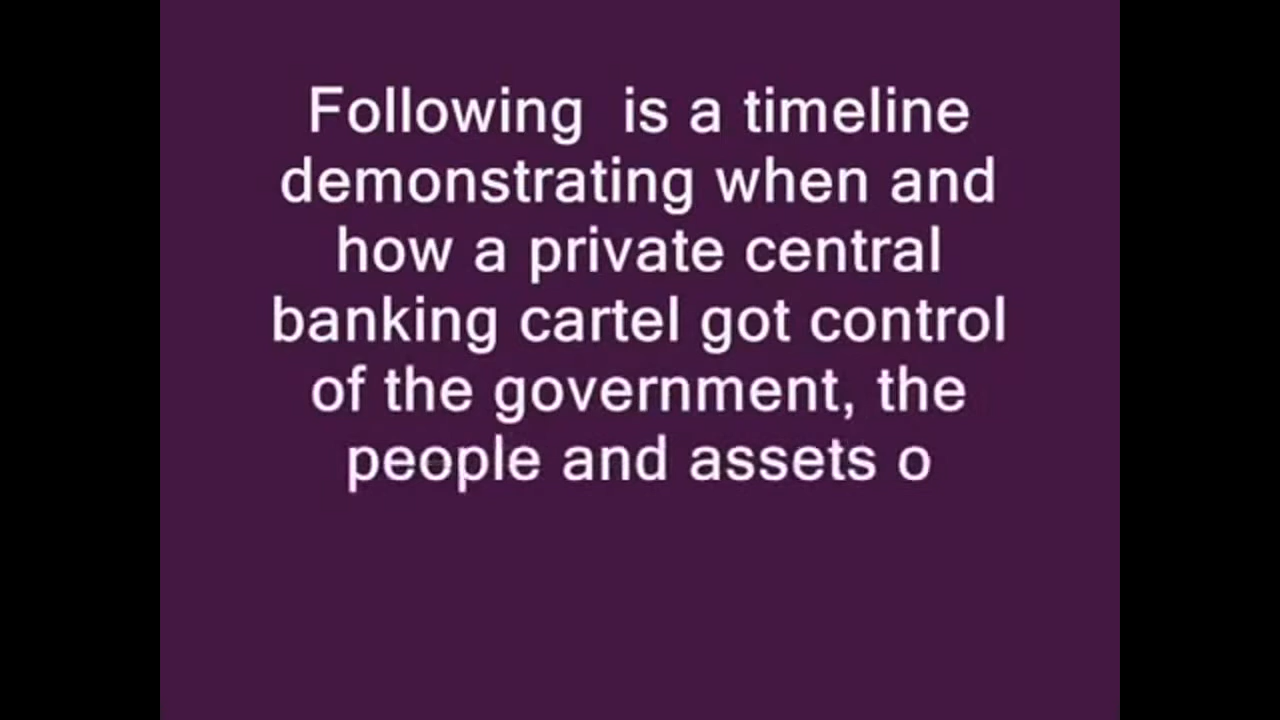 Following  is a timeline
demonstrating when and
how a private central
banking cartel got control
of the government, the
people and assets o